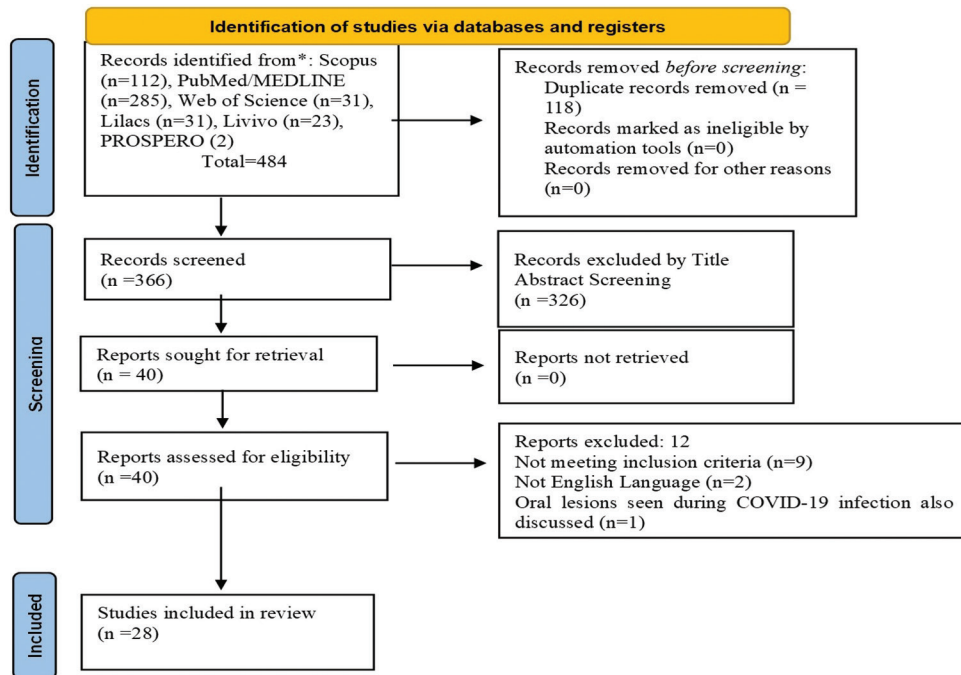 Identification of studies via databases and registers
Identification
Records identified from*: Scopus
(n=112), PubMed/MEDLINE
(n=285), Web of Science (n=31),
Lilacs (n=31), Livivo (n=23),
PROSPERO (2)
Total=484
Records removed before screening:
Duplicate records removed (n =
118)
Records marked as ineligible by
automation tools (n=0)
Records removed for other reasons
(n=0)
Screening
Records screened
(n =366)
Records excluded by Title
Abstract Screening
(n =326)
Reports sought for retrieval
(n = 40)
Reports not retrieved
(n =0)
Reports assessed for eligibility
(n =40)
Reports excluded: 12
Not meeting inclusion criteria (n=9)
Not English Language (n=2)
Oral lesions seen during COVID-19 infection also
discussed (n=1)
Included
Studies included in review
(n =28)